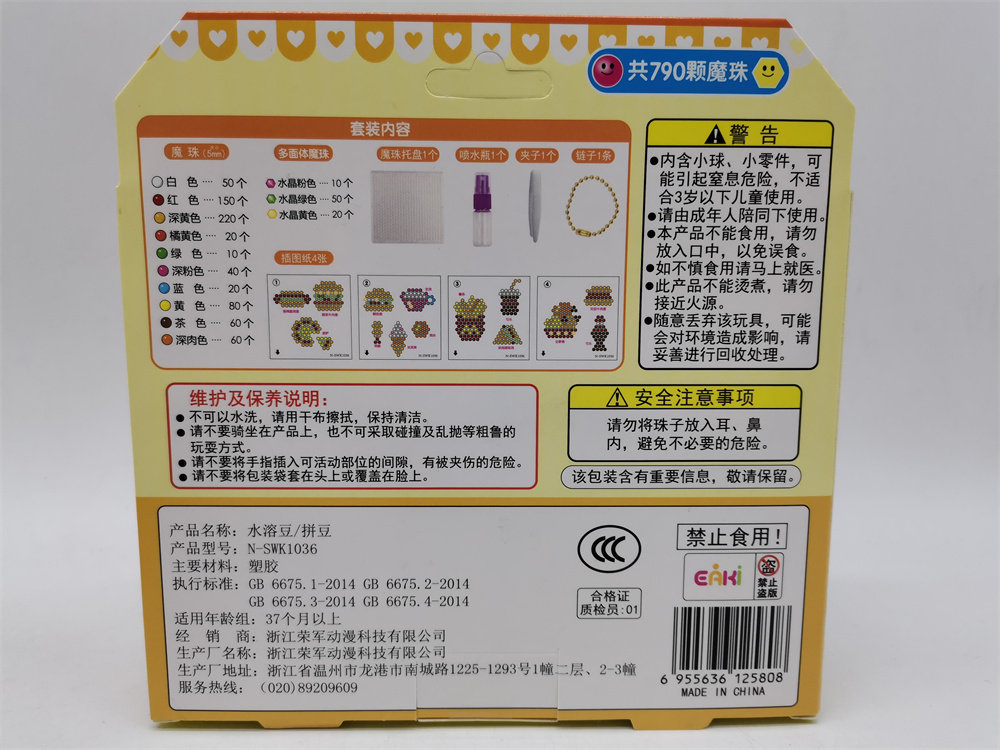 共790颗魔珠
套装内容
魔珠大小(5mm)
白 色 ···· 50个
红 色 ···· 150个
深黄色 ···· 220个
橘黄色 ···· 20个
绿 色 ···· 10个
深粉色 ···· 40个
蓝 色 ···· 20个
黄 色 ···· 80个
茶 色 ···· 60个
深肉色 ···· 60个
多面体魔珠
水晶粉色 ···· 10个
水晶绿色 ···· 50个
水晶黄色 ···· 20个
魔珠托盘1个
喷水瓶1个
夹子1个
链子1条
插图纸4张
①
②
③
④
N-SWK1036
N-SWK1036
N-SWK1036
N-SWK1036
警 告
●内含小球、小零件，可
能引起窒息危险，不适
合3岁以下儿童使用。
●请由成年人陪同下使用。
●本产品不能食用，请勿
放入口中，以免误食。
●如不慎食用请马上就医。
●此产品不能烫煮，请勿
接近火源。
●随意丢弃该玩具，可能
会对环境造成影响，请
妥善进行回收处理。
维护及保养说明：
● 不可以水洗，请用干布擦拭，保持清洁。
● 请不要骑坐在产品上，也不可采取碰撞及乱抛等粗鲁的
玩耍方式。
● 请不要将手指插入可活动部位的间隙，有被夹伤的危险。
● 请不要将包装袋套在头上或覆盖在脸上。
安全注意事项
请勿将珠子放入耳、鼻
内，避免不必要的危险。
该包装含有重要信息，敬请保留。
产品名称：水溶豆/拼豆
产品型号：N-SWK1036
主要材料：塑胶
执行标准：GB 6675.1-2014 GB 6675.2-2014
GB 6675.3-2014 GB 6675.4-2014
适用年龄组：37个月以上
经 销 商：浙江荣军动漫科技有限公司
生产厂名称：浙江荣军动漫科技有限公司
生产厂地址：浙江省温州市龙港市南城路1225-1293号1幢二层、2-3幢
服务热线：（020)89209609
CCC
合格证
质检员:01
禁止食用！
EAKI
盗
禁止
盗版
6 955636 125808
MADE IN CHINA